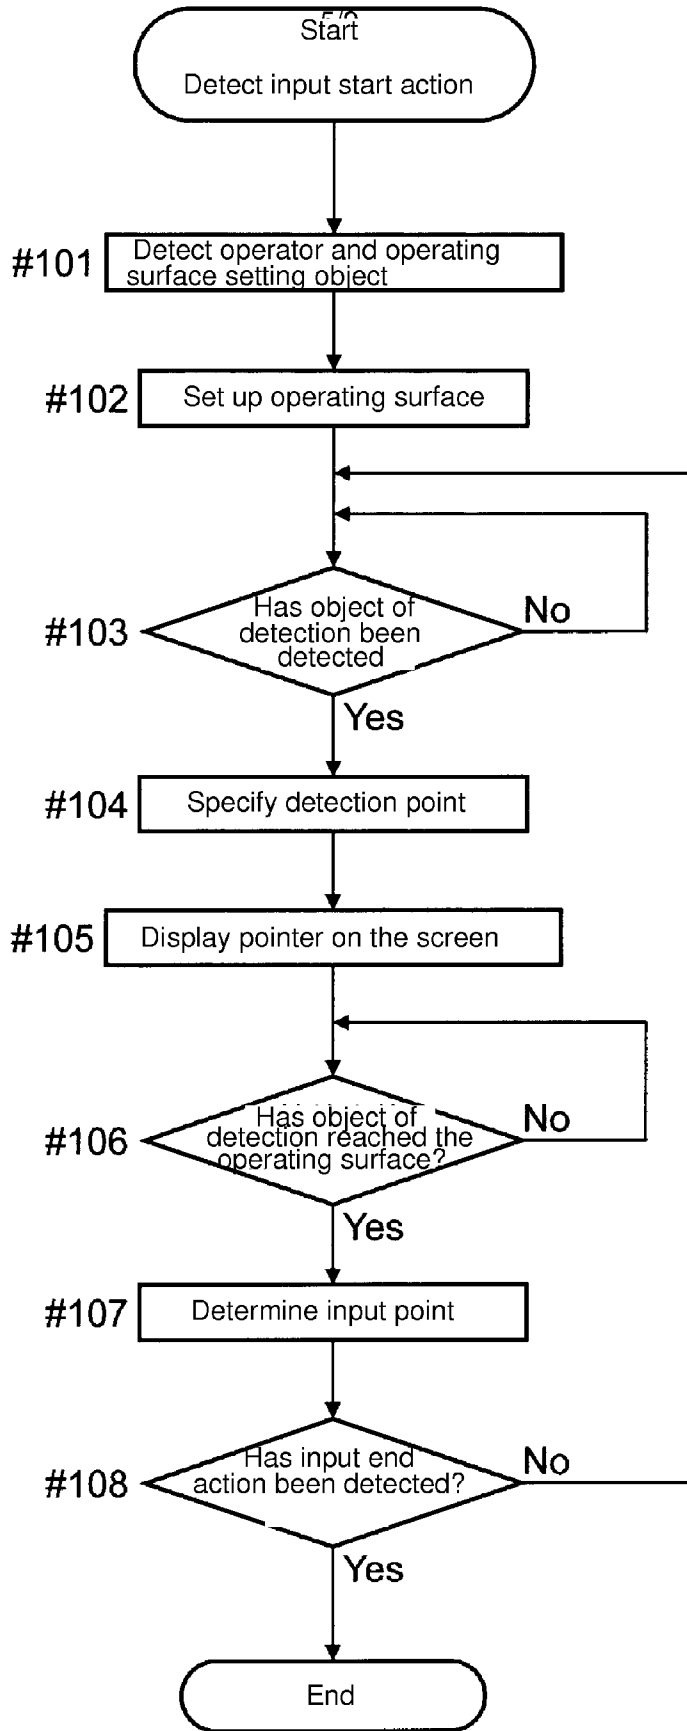 Start
Detect input start action
#101
Detect operator and operating
surface setting object
#102
Set up operating surface
#103
Has object of
detection been
detected
No
Yes
#104
Specify detection point
#105
Display pointer on the screen
#106
Has object of
detection reached the
operating surface?
No
Yes
#107
Determine input point
#108
Has input end
action been detected?
No
Yes
End